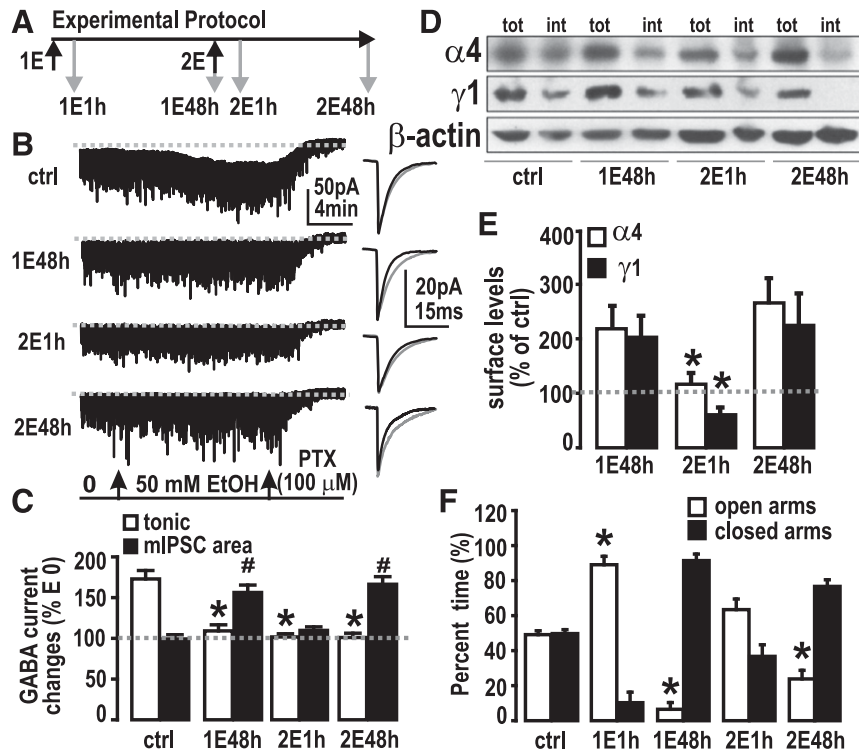 A
Experimental Protocol
1E
2E
1E1h
1E48h
2E1h
2E48h
B
ctrl
50pA
4min
1E48h
20pA
15ms
2E1h
2E48h
0
50 mM EtOH
PTX
(100 μM)
C
tonic
mIPSC area
GABA current
changes (% E 0)
200
150
100
50
0
*
#
*
*
#
ctrl
1E48h
2E1h
2E48h
D
tot
int
tot
int
tot
int
tot
int
α4
γ1
β-actin
ctrl
1E48h
2E1h
2E48h
E
α4
γ1
surface levels
(% of ctrl)
400
300
200
100
0
*
*
1E48h
2E1h
2E48h
F
open arms
closed arms
Percent time (%)
120
100
80
60
40
20
0
*
*
*
ctrl
1E1h
1E48h
2E1h
2E48h